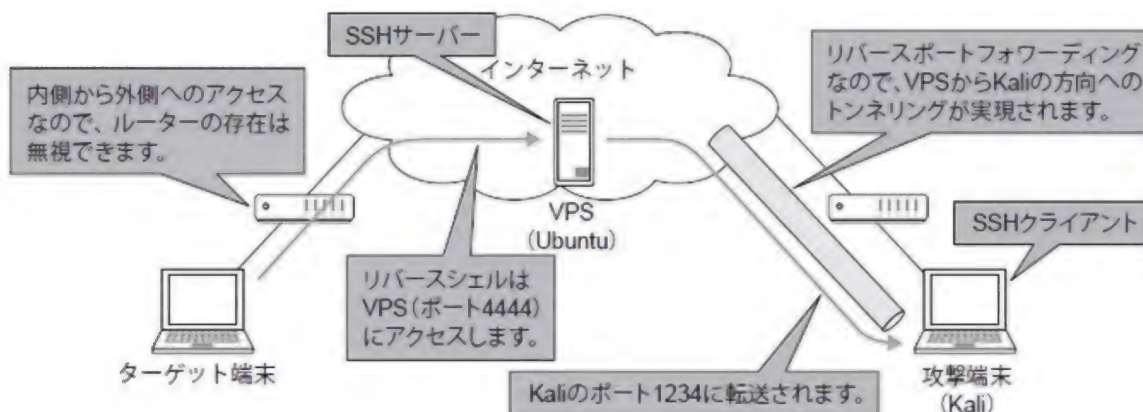 SSHサーバー
インターネット
リバースポートフォワーディング
なので、VPSからKaliの方向への
トンネリングが実現されます。
内側から外側へのアクセス
なので、ルーターの存在は
無視できます。
VPS
(Ubuntu)
SSHクライアント
リバースシェルは
VPS(ポート4444)
にアクセスします。
ターゲット端末
Kaliのポート1234に転送されます。
攻撃端末
(Kali)